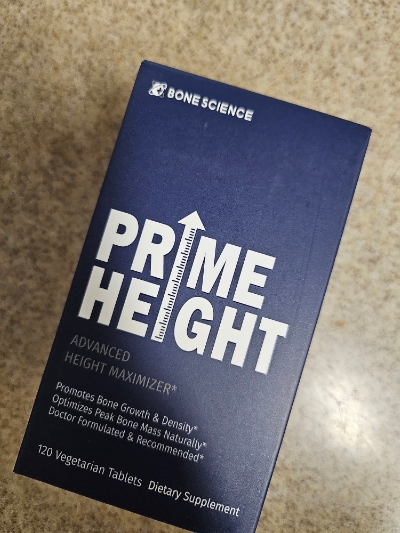 BONE SCIENCE
PRIME
HEIGHT
ADVANCED
HEIGHT MAXIMIZER*
Promotes Bone Growth & Density*
Optimizes Peak Bone Mass Naturally*
Doctor Formulated & Recommended*
120 Vegetarian Tablets Dietary Supplement